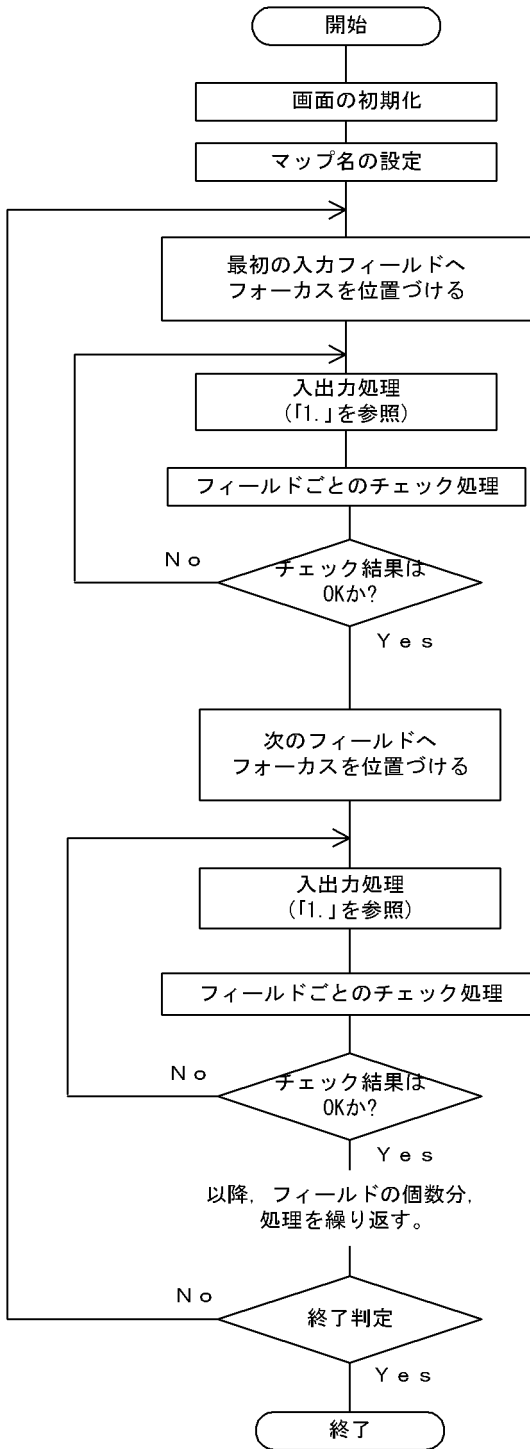 開始
画面の初期化
マップ名の設定
最初の入力フィールドへ
フォーカスを位置づける
入出力処理
(「1.」を参照)
フィールドごとのチェック処理
No
チェック結果は
OKか?
Yes
次のフィールドへ
フォーカスを位置づける
入出力処理
(「1.」を参照)
フィールドごとのチェック処理
No
チェック結果は
OKか?
Yes
以降，フィールドの個数分，
処理を繰り返す。
No
終了判定
Yes
終了